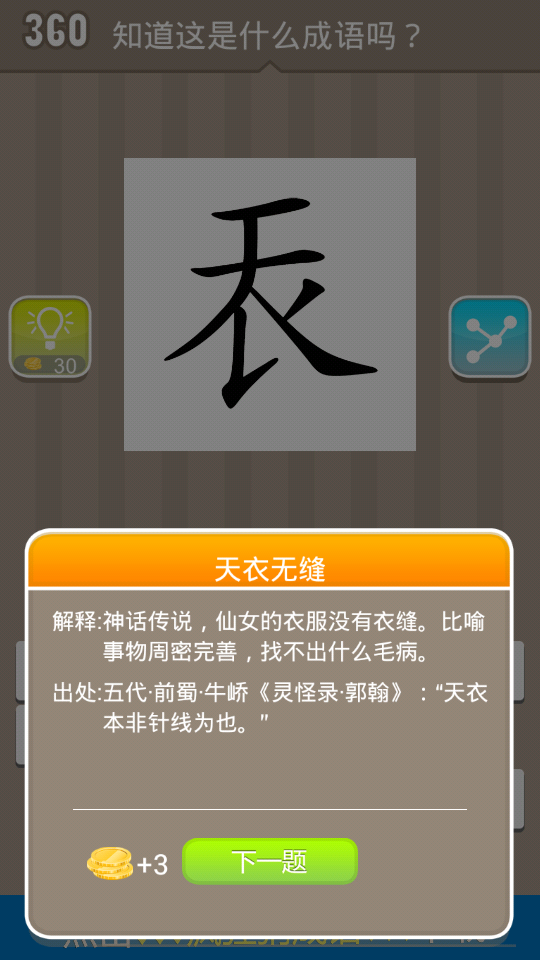 360 知道这是什么成语吗？
30
天衣无缝
解释:神话传说，仙女的衣服没有衣缝。比喻
事物周密完善，找不出什么毛病。
出处:五代·前蜀·牛峤《灵怪录·郭翰》：“天衣
本非针线为也。”
+3 下一题